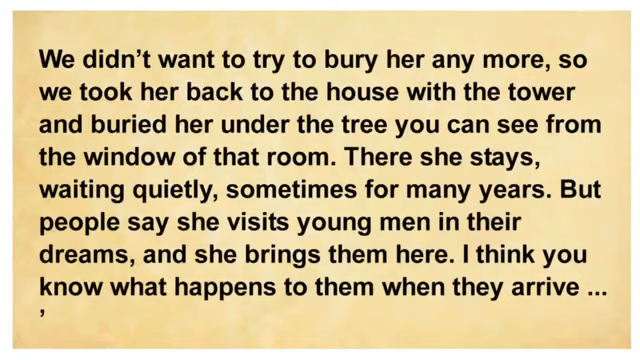 We didn’t want to try to bury her any more, so
we took her back to the house with the tower
and buried her under the tree you can see from
the window of that room. There she stays,
waiting quietly, sometimes for many years. But
people say she visits young men in their
dreams, and she brings them here. I think you
know what happens to them when they arrive ...
’